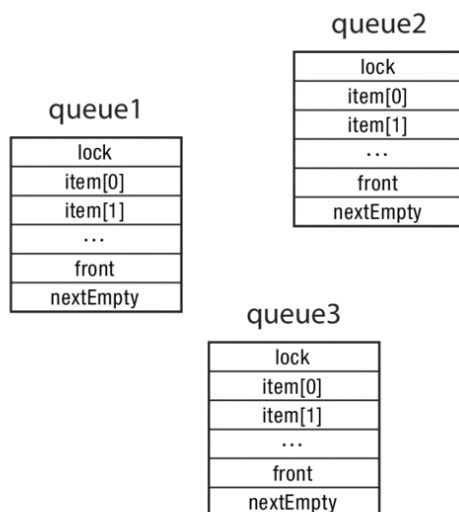 queue2
lock
item[0]
item[1]
...
front
nextEmpty
queue1
lock
item[0]
item[1]
...
front
nextEmpty
queue3
lock
item[0]
item[1]
...
front
nextEmpty